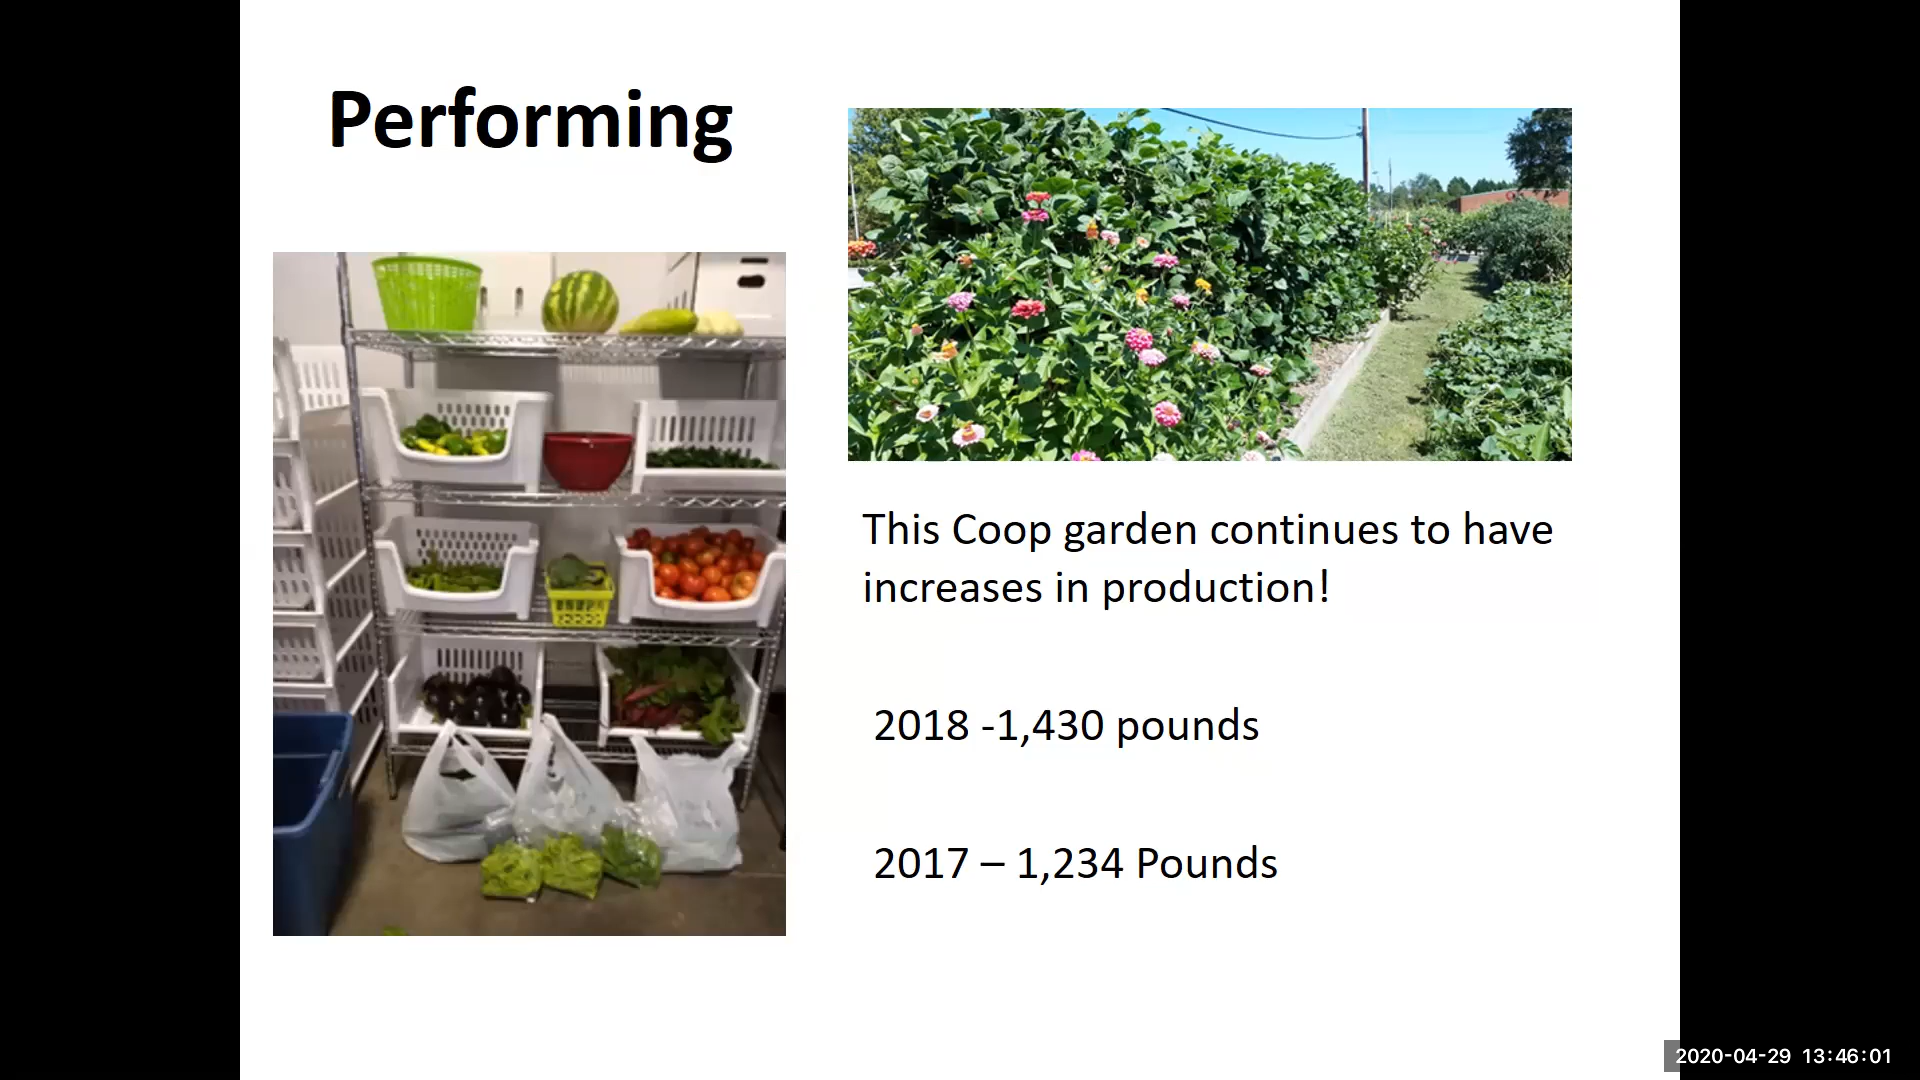 Performing
This Coop garden continues to have
increases in production!
2018 -1,430 pounds
2017 – 1,234 Pounds
2020-04-29 13:46:01